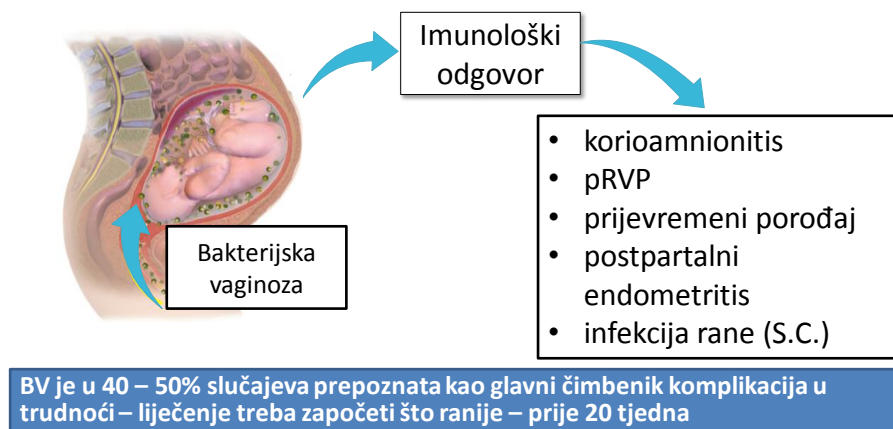 Imunološki
odgovor
• korioamnionitis
• pRVP
• prijevremeni porođaj
• postpartalni
endometritis
• infekcija rane (S.C.)
Bakterijska
vaginoza
BV je u 40 – 50% slučajeva prepoznata kao glavni čimbenik komplikacija u
trudnoći – liječenje treba započeti što ranije – prije 20 tjedna